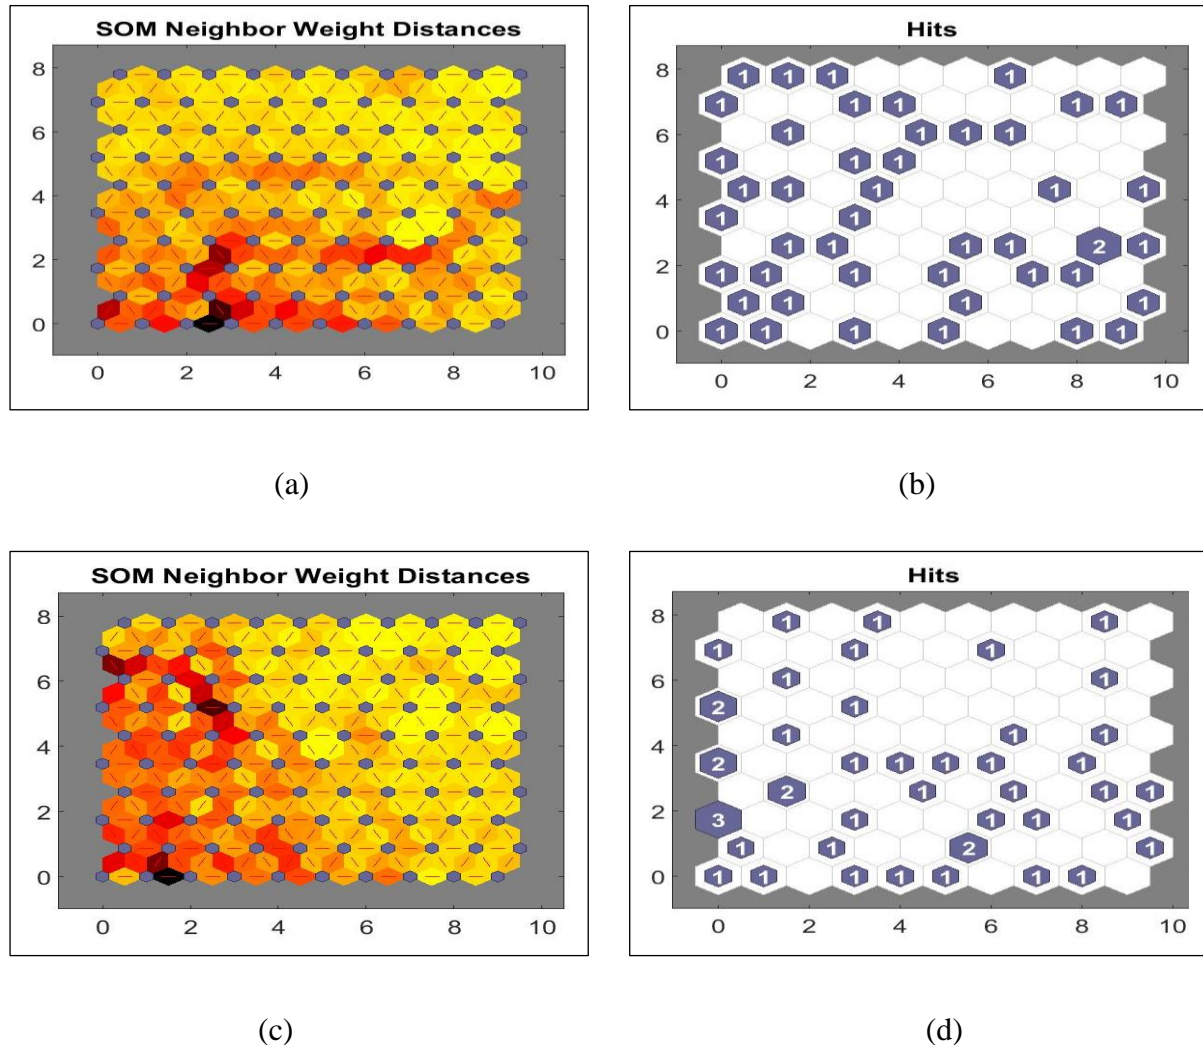 SOM Neighbor Weight Distances
8
6
4
2
0
0 2 4 6 8 10
(a)
Hits
8 1 1 1 1
1 1 1 1 1
6 1 1 1 1
1 1 1
4 1 1 1 1 1
1 1
2 1 1 1 1 2 1
1 1 1 1 1 1
1 1 1 1
0 1 1 1 1 1 1
0 2 4 6 8 10
(b)
SOM Neighbor Weight Distances
8
6
4
2
0
0 2 4 6 8 10
(c)
Hits
8 1 1 1
1 1 1
6 1 1
2 1
4 1 1 1
2 1 1 1 1 1
2 1 1 1 1
2 3 1 1 1 1
1 1 2 1
0 1 1 1 1 1 1 1
0 2 4 6 8 10
(d)